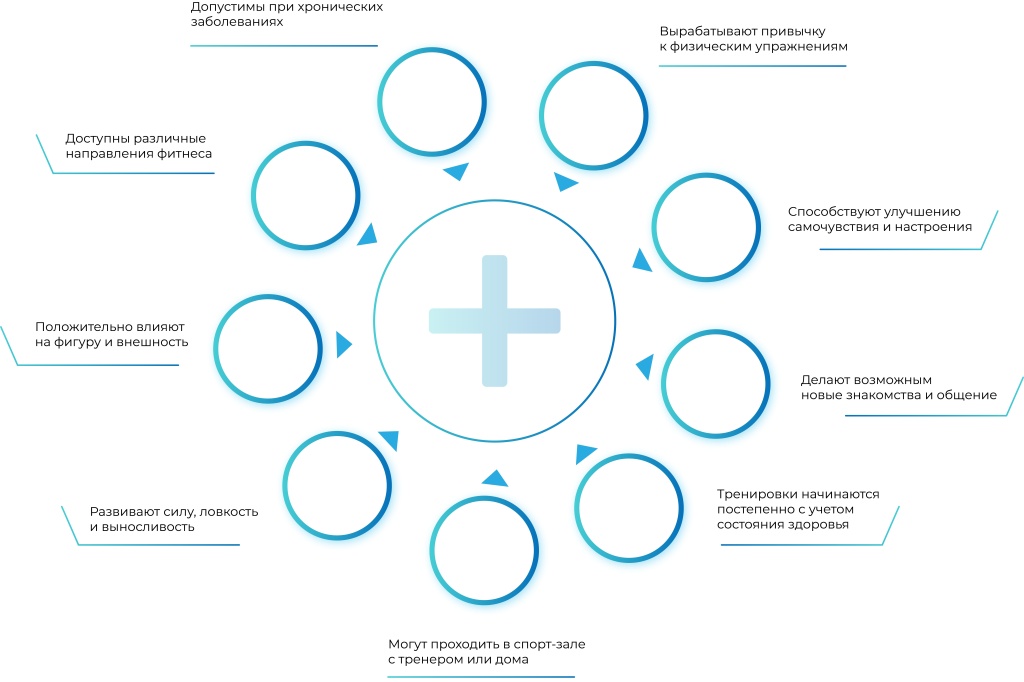 Допустимы при хронических
заболеваниях
Вырабатывают привычку
к физическим упражнениям
Доступны различные
направления фитнеса
Способствуют улучшению
самочувствия и настроения
Положительно влияют
на фигуру и внешность
Делают возможным
новые знакомства и общение
Развивают силу, ловкость
и выносливость
Тренировки начинаются
постепенно с учетом
состояния здоровья
Могут проходить в спорт-зале
с тренером или дома